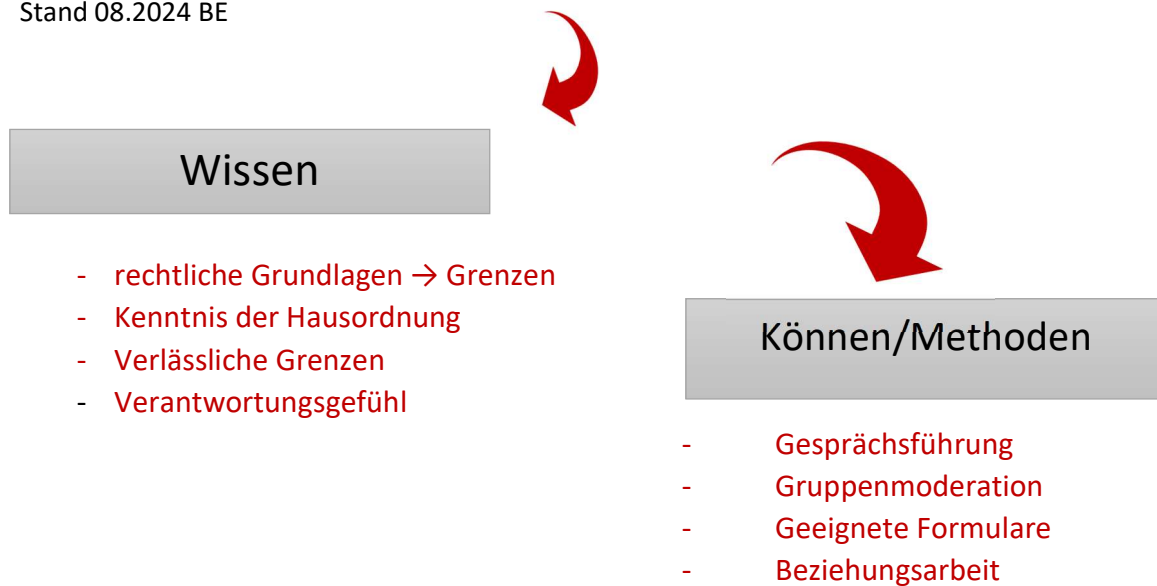 Stand 08.2024 BE
Wissen
- rechtliche Grundlagen → Grenzen
- Kenntnis der Hausordnung
- Verlässliche Grenzen
- Verantwortungsgefühl
Können/Methoden
- Gesprächsführung
- Gruppenmoderation
- Geeignete Formulare
- Beziehungsarbeit